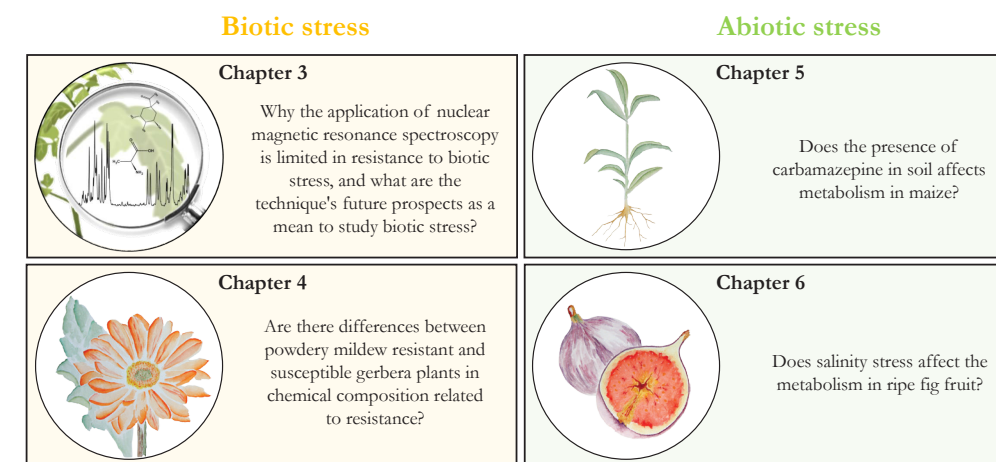 Biotic stress
Abiotic stress
Chapter 3
Why the application of nuclear
magnetic resonance spectroscopy
is limited in resistance to biotic
stress, and what are the
technique's future prospects as a
mean to study biotic stress?
Chapter 5
Does the presence of
carbamazepine in soil affects
metabolism in maize?
Chapter 4
Are there differences between
powdery mildew resistant and
susceptible gerbera plants in
chemical composition related
to resistance?
Chapter 6
Does salinity stress affect the
metabolism in ripe fig fruit?